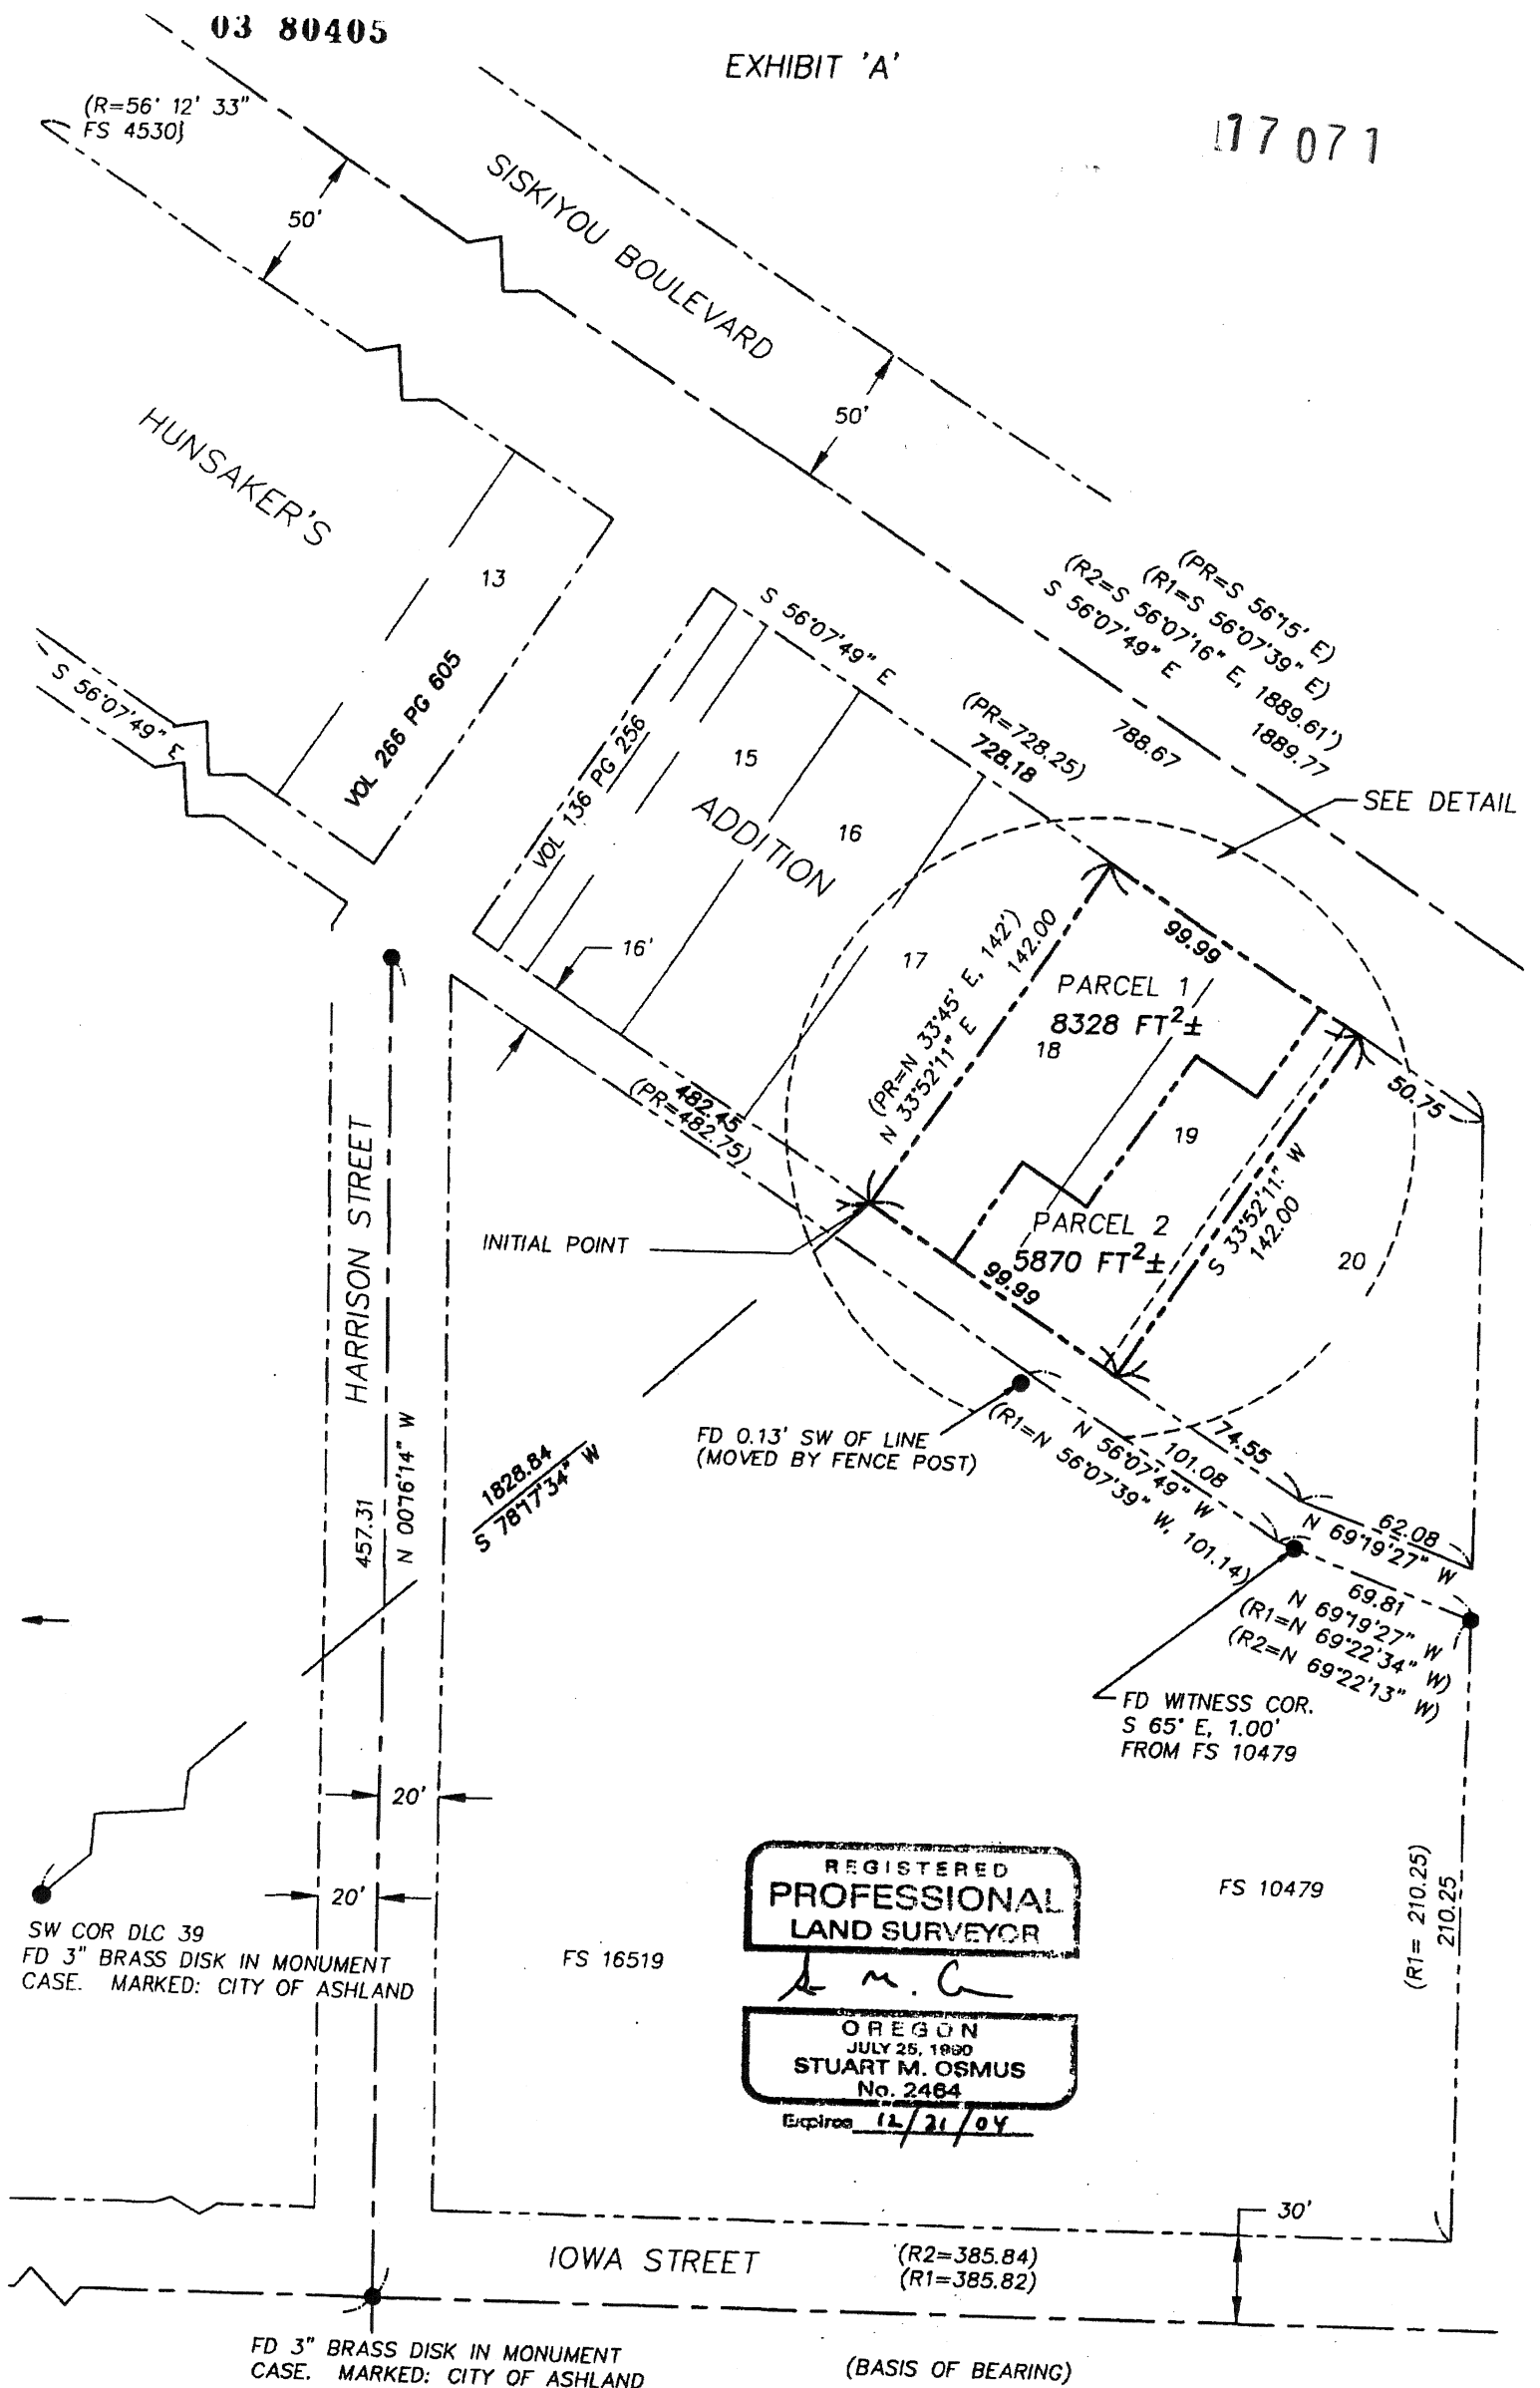 03 80405
EXHIBIT 'A'
17 071
(R=56° 12' 33"
FS 4530)
50'
SISKIYOU BOULEVARD
50'
HUNSAKER'S
13
(PR=S 56°15' E)
(R1=S 56°07'39" E)
(R2=S 56°07'16" E, 1889.61')
S 56°07'49" E
1889.77
788.67
S 56°07'49" E
(PR=728.25)
728.18
S 56°07'49" E
VOL 266 PG 605
VOL 136 PG 256
15
ADDITION
16
SEE DETAIL
16'
17
(PR=N 33°45' E, 142')
142.00
N 33°52'11" E
99.99
PARCEL 1
8328 FT²±
18
50.75
482.45
(PR=482.75)
19
HARRISON STREET
INITIAL POINT
PARCEL 2
5870 FT²±
99.99
S 33°52'11" W
142.00
20
FD 0.13' SW OF LINE
(MOVED BY FENCE POST)
74.55
101.08
N 56°07'49" W
(R1=N 56°07'39" W, 101.14)
1828.84
S 78°17'34" W
457.31
N 00°16'14" W
62.08
N 69°19'27" W
69.81
N 69°19'27" W
(R1=N 69°22'34" W)
(R2=N 69°22'13" W)
FD WITNESS COR.
S 65° E, 1.00'
FROM FS 10479
20'
20'
REGISTERED
PROFESSIONAL
LAND SURVEYOR
OREGON
JULY 25, 1990
STUART M. OSMUS
No. 2464
Expires 12/31/04
FS 10479
(R1= 210.25)
210.25
SW COR DLC 39
FD 3" BRASS DISK IN MONUMENT
CASE. MARKED: CITY OF ASHLAND
FS 16519
30'
IOWA STREET
(R2=385.84)
(R1=385.82)
FD 3" BRASS DISK IN MONUMENT
CASE. MARKED: CITY OF ASHLAND
(BASIS OF BEARING)